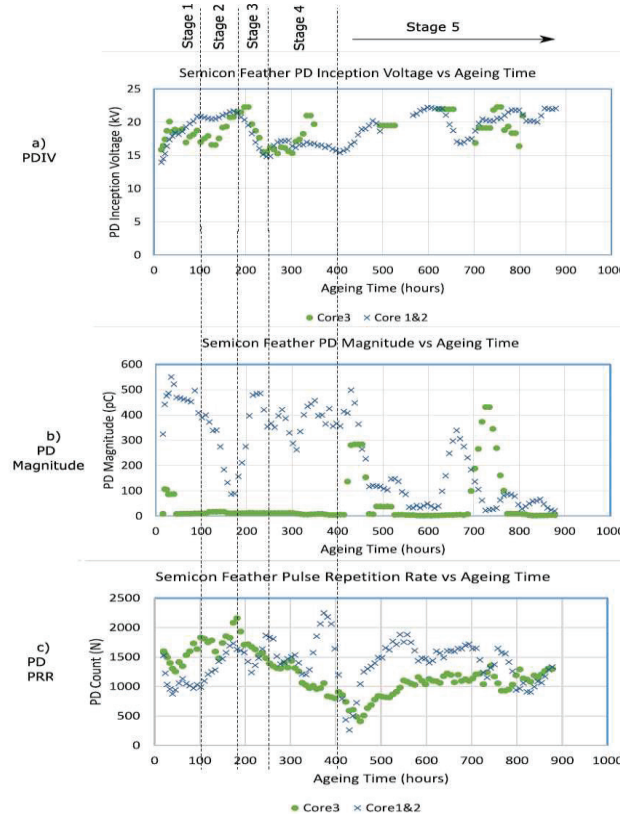 Stage 1
Stage 2
Stage 3
Stage 4
Stage 5
a)
PDIV
Semicon Feather PD Inception Voltage vs Ageing Time
PD Inception Voltage (kV)
25
20
15
10
5
0
0 100 200 300 400 500 600 700 800 900 1000
Ageing Time (hours)
Core3 Core 1&2
b)
PD
Magnitude
Semicon Feather PD Magnitude vs Ageing Time
PD Magnitude (pC)
600
500
400
300
200
100
0
0 100 200 300 400 500 600 700 800 900 1000
Ageing Time (hours)
c)
PD
PRR
Semicon Feather Pulse Repetition Rate vs Ageing Time
PD Count (N)
2500
2000
1500
1000
500
0
0 100 200 300 400 500 600 700 800 900 1000
Ageing Time (hours)
Core3 Core1&2